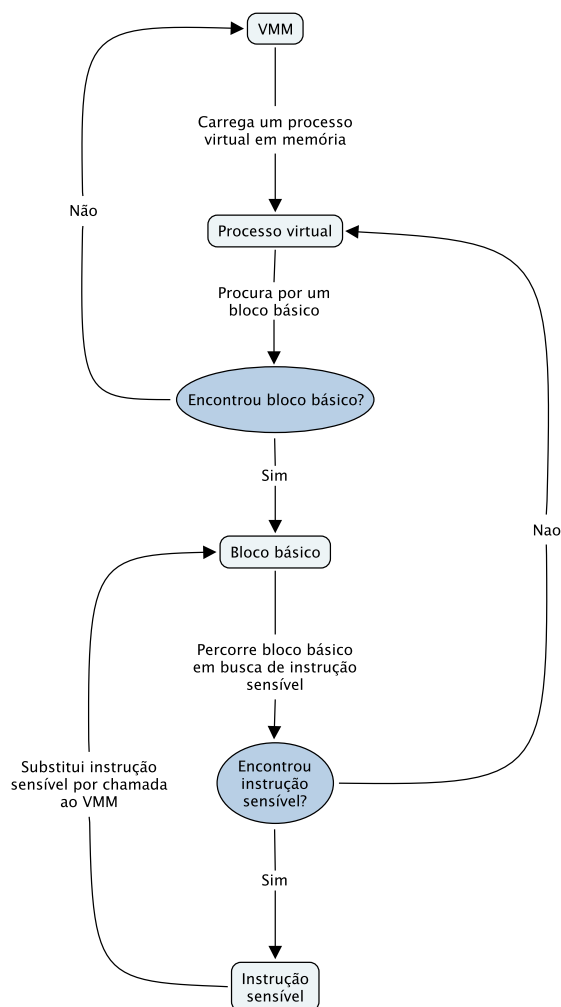 VMM
Carrega um processo
virtual em memória
Não
Processo virtual
Procura por um
bloco básico
Encontrou bloco básico?
Sim
Nao
Bloco básico
Percorre bloco básico
em busca de instrução
sensível
Substitui instrução
sensível por chamada
ao VMM
Encontrou
instrução
sensível?
Sim
Instrução
sensível